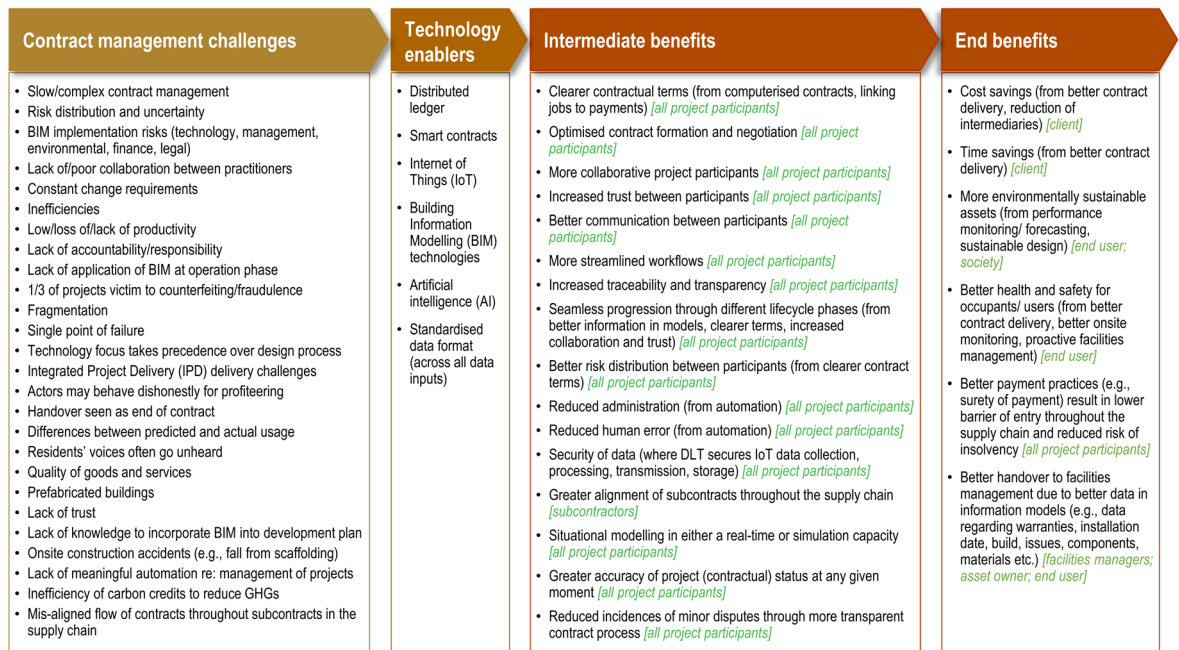 Contract management challenges
• Slow/complex contract management
• Risk distribution and uncertainty
• BIM implementation risks (technology, management,
environmental, finance, legal)
• Lack of/poor collaboration between practitioners
• Constant change requirements
• Inefficiencies
• Low/loss of/lack of productivity
• Lack of accountability/responsibility
• Lack of application of BIM at operation phase
• 1/3 of projects victim to counterfeiting/fraudulence
• Fragmentation
• Single point of failure
• Technology focus takes precedence over design process
• Integrated Project Delivery (IPD) delivery challenges
• Actors may behave dishonestly for profiteering
• Handover seen as end of contract
• Differences between predicted and actual usage
• Residents' voices often go unheard
• Quality of goods and services
• Prefabricated buildings
• Lack of trust
• Lack of knowledge to incorporate BIM into development plan
• Onsite construction accidents (e.g., fall from scaffolding)
• Lack of meaningful automation re: management of projects
• Inefficiency of carbon credits to reduce GHGs
• Mis-aligned flow of contracts throughout subcontracts in the
supply chain
Technology
enablers
• Distributed
ledger
• Smart contracts
• Internet of
Things (IoT)
• Building
Information
Modelling (BIM)
technologies
• Artificial
intelligence (AI)
• Standardised
data format
(across all data
inputs)
Intermediate benefits
• Clearer contractual terms (from computerised contracts, linking
jobs to payments) [all project participants]
• Optimised contract formation and negotiation [all project
participants]
• More collaborative project participants [all project participants]
• Increased trust between participants [all project participants]
• Better communication between participants [all project
participants]
• More streamlined workflows [all project participants]
• Increased traceability and transparency [all project participants]
• Seamless progression through different lifecycle phases (from
better information in models, clearer terms, increased
collaboration and trust) [all project participants]
• Better risk distribution between participants (from clearer contract
terms) [all project participants]
• Reduced administration (from automation) [all project participants]
• Reduced human error (from automation) [all project participants]
• Security of data (where DLT secures IoT data collection,
processing, transmission, storage) [all project participants]
• Greater alignment of subcontracts throughout the supply chain
[subcontractors]
• Situational modelling in either a real-time or simulation capacity
[all project participants]
• Greater accuracy of project (contractual) status at any given
moment [all project participants]
• Reduced incidences of minor disputes through more transparent
contract process [all project participants]
End benefits
• Cost savings (from better contract
delivery, reduction of
intermediaries) [client]
• Time savings (from better contract
delivery) [client]
• More environmentally sustainable
assets (from performance
monitoring/ forecasting,
sustainable design) [end user;
society]
• Better health and safety for
occupants/ users (from better
contract delivery, better onsite
monitoring, proactive facilities
management) [end user]
• Better payment practices (e.g.,
surety of payment) result in lower
barrier of entry throughout the
supply chain and reduced risk of
insolvency [all project participants]
• Better handover to facilities
management due to better data in
information models (e.g., data
regarding warranties, installation
date, build, issues, components,
materials etc.) [facilities managers;
asset owner; end user]